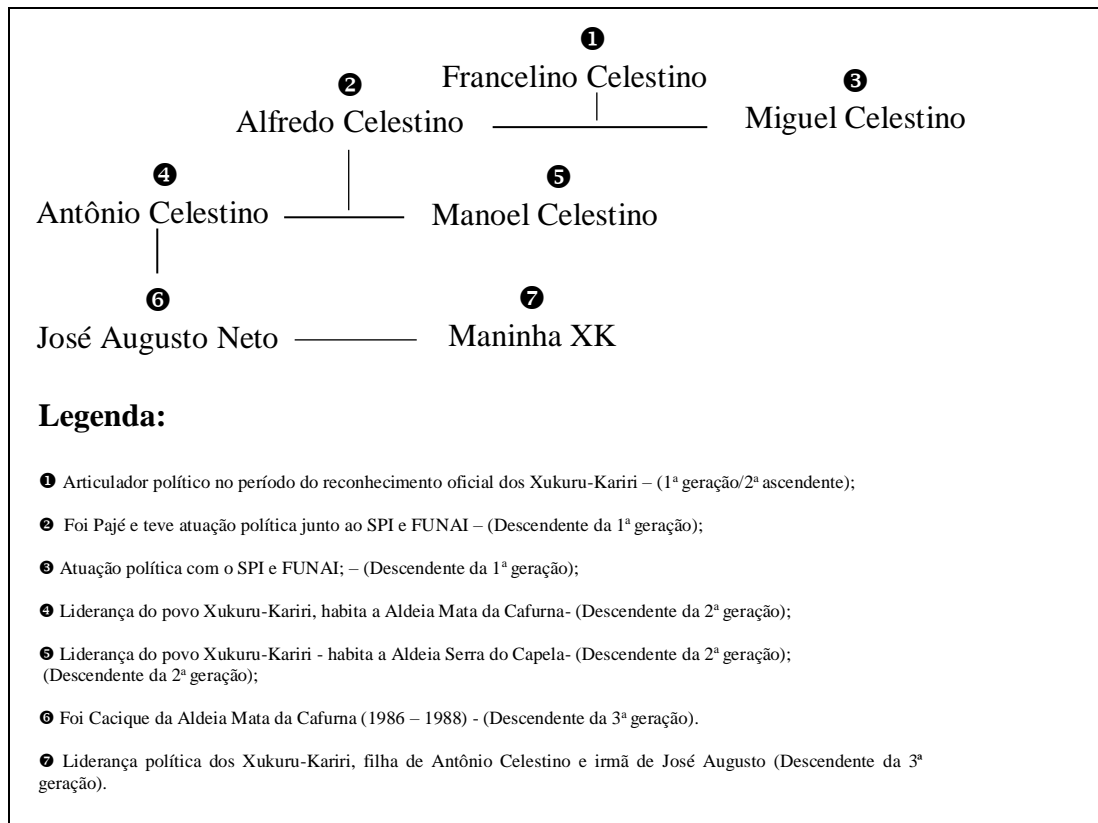 ❶
Francelino Celestino
❷ ❸
Alfredo Celestino Miguel Celestino
❹ ❺
Antônio Celestino Manoel Celestino
❻ ❼
José Augusto Neto Maninha XK
Legenda:
❶ Articulador político no período do reconhecimento oficial dos Xukuru-Kariri – (1ª geração/2ª ascendente);
❷ Foi Pajé e teve atuação política junto ao SPI e FUNAI – (Descendente da 1ª geração);
❸ Atuação política com o SPI e FUNAI; – (Descendente da 1ª geração);
❹ Liderança do povo Xukuru-Kariri, habita a Aldeia Mata da Cafurna- (Descendente da 2ª geração);
❺ Liderança do povo Xukuru-Kariri - habita a Aldeia Serra do Capela- (Descendente da 2ª geração);
(Descendente da 2ª geração);
❻ Foi Cacique da Aldeia Mata da Cafurna (1986 – 1988) - (Descendente da 3ª geração).
❼ Liderança política dos Xukuru-Kariri, filha de Antônio Celestino e irmã de José Augusto (Descendente da 3ª
geração).